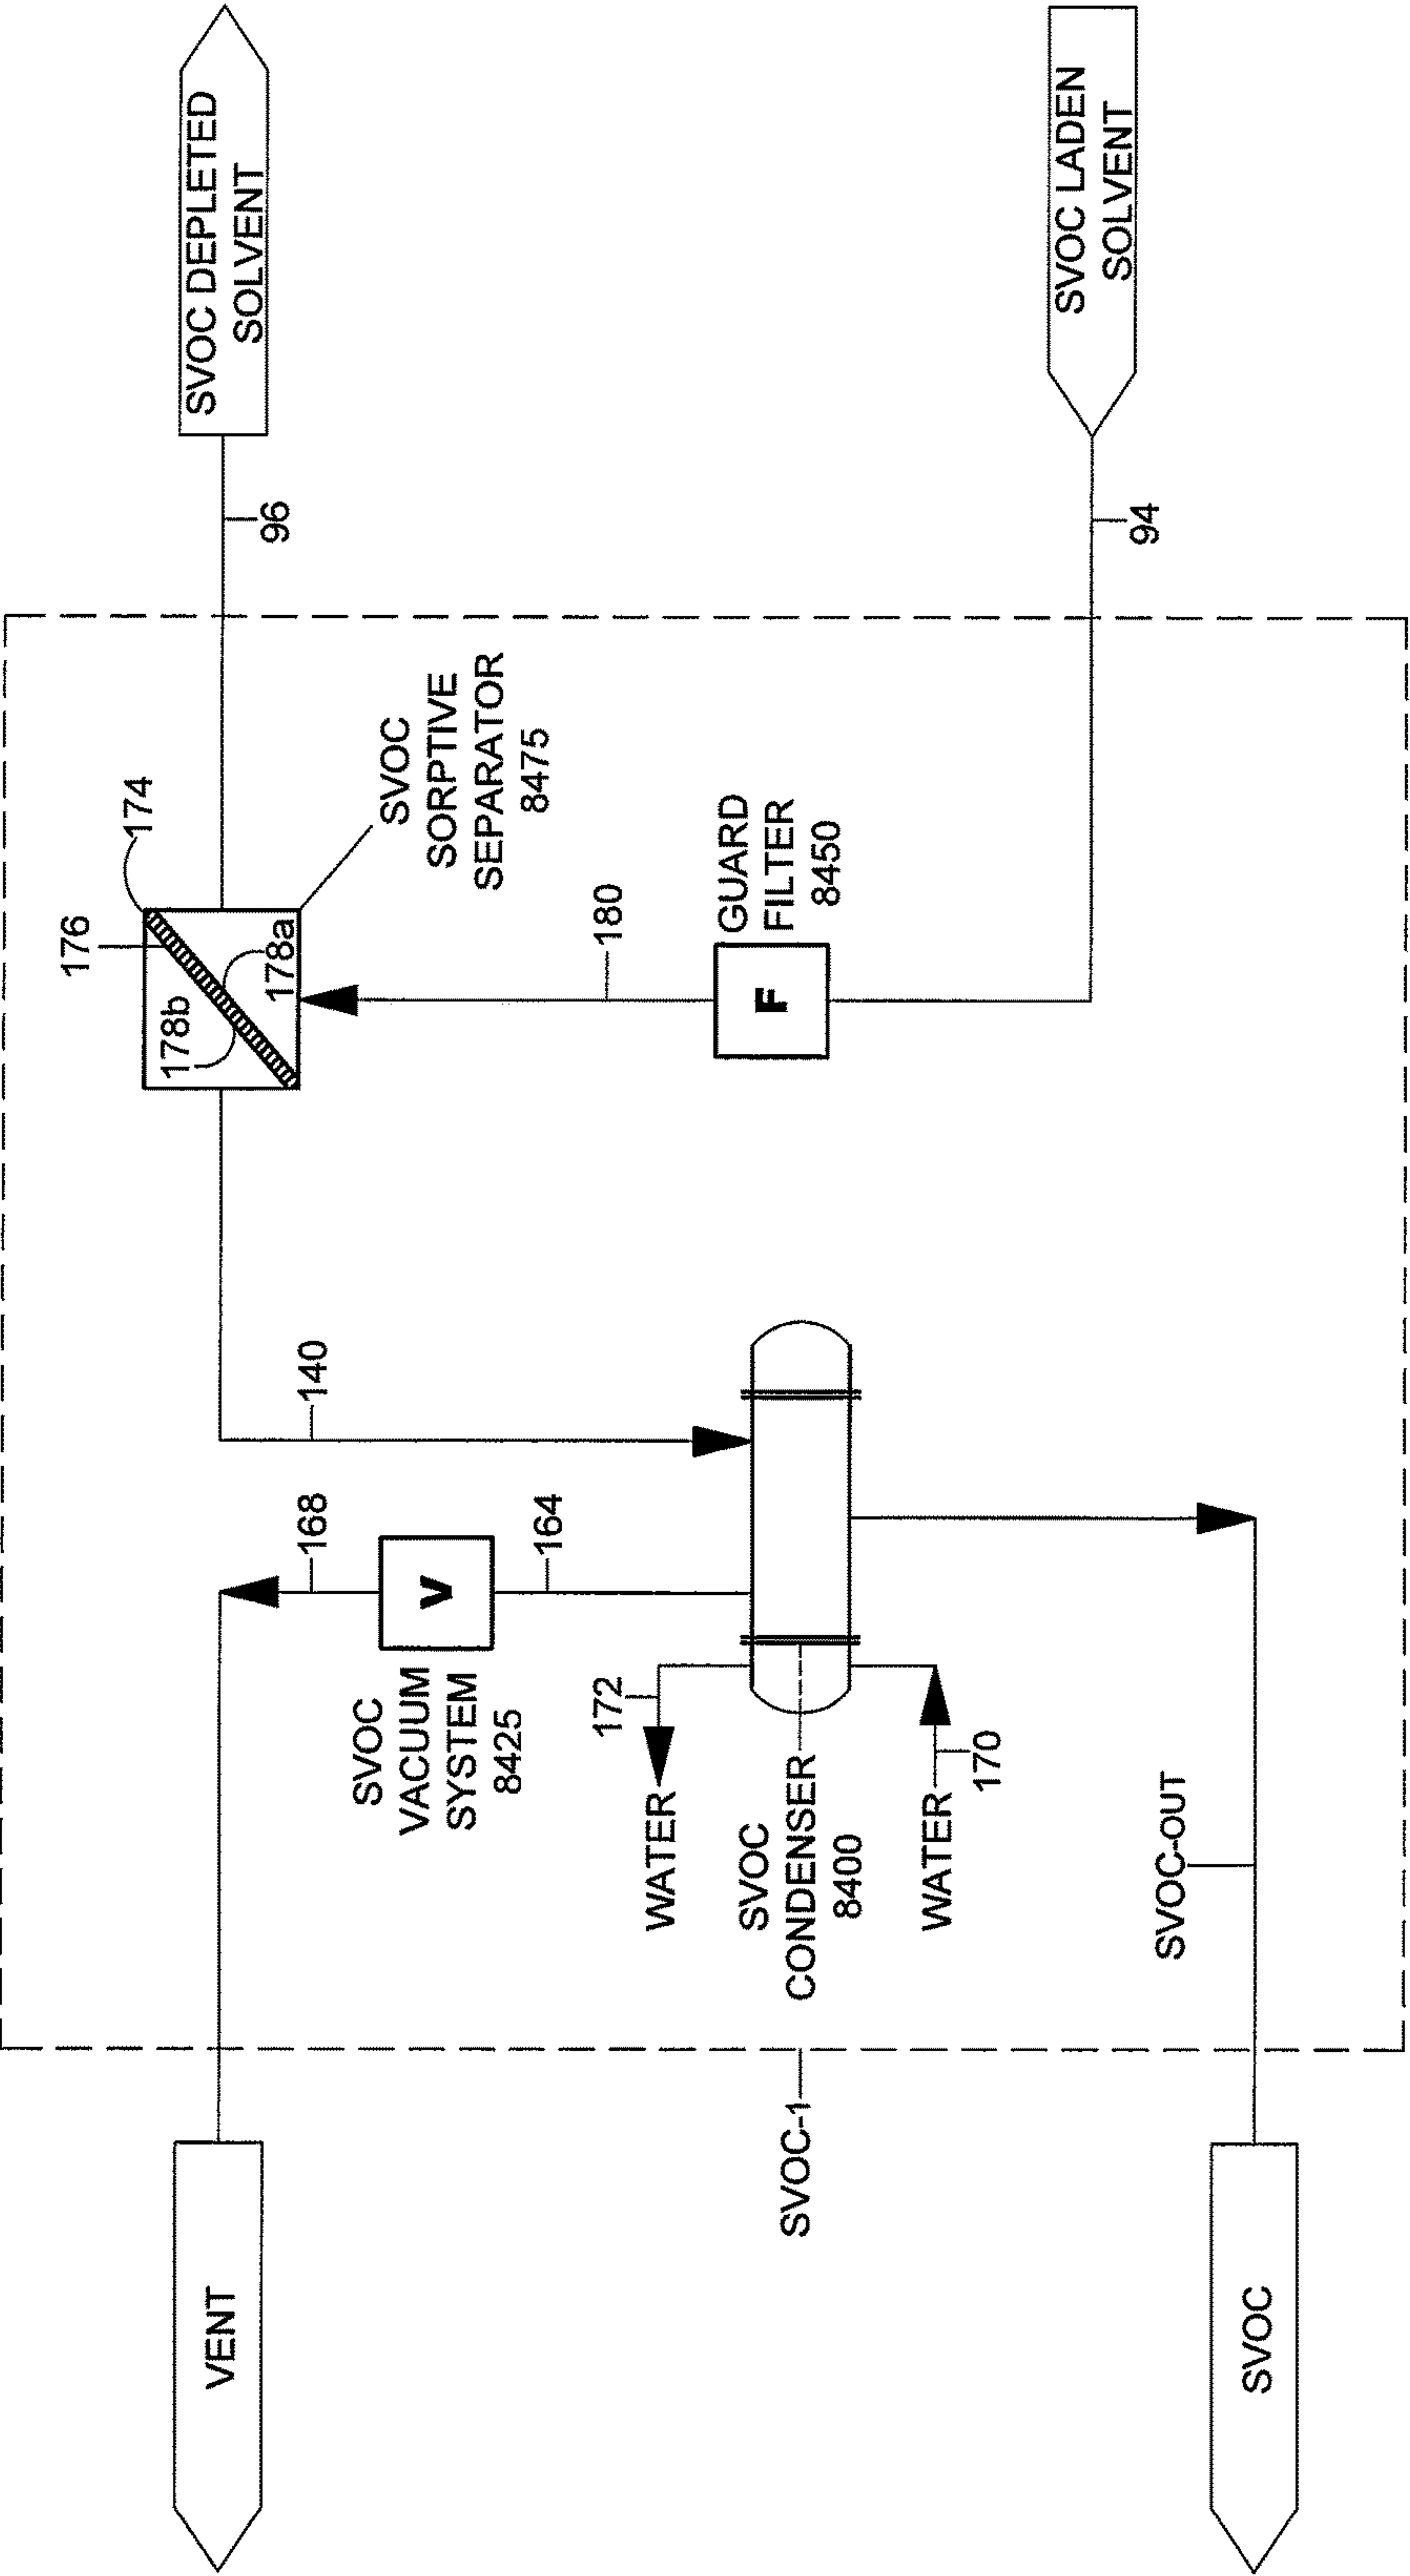 VENT
SVOC-1
SVOC
168
SVOC
VACUUM
SYSTEM
8425
164
172
WATER
SVOC
CONDENSER
8400
WATER
170
SVOC-OUT
140
176
174
178b
178a
SVOC
SORPTIVE
SEPARATOR
8475
180
GUARD
FILTER
8450
F
V
96
94
SVOC DEPLETED
SOLVENT
SVOC LADEN
SOLVENT